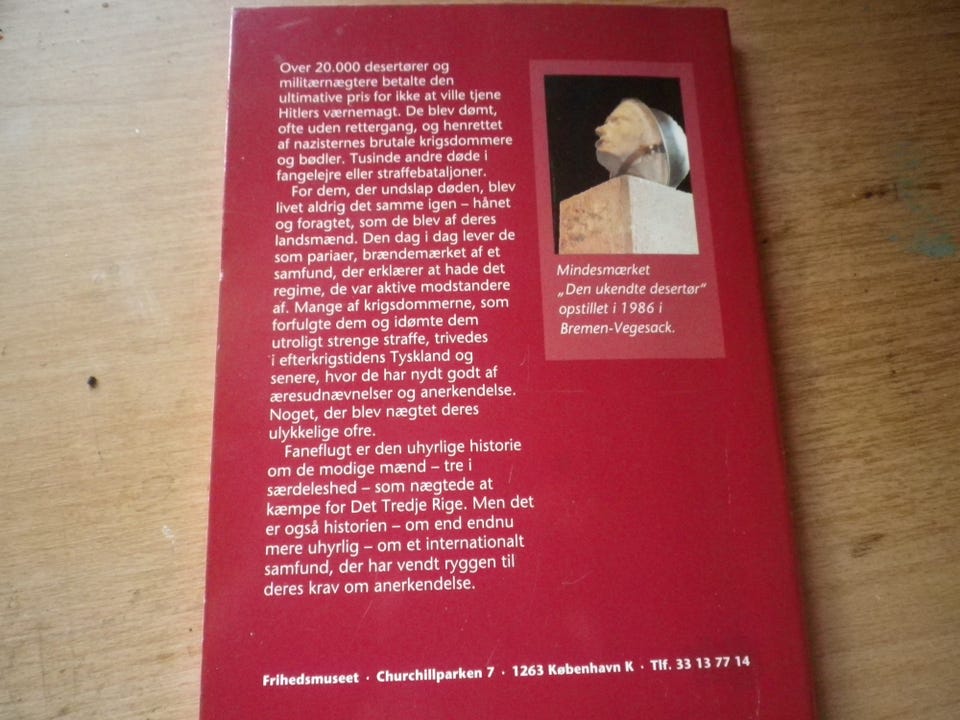 Over 20.000 desertører og
militærnægtere betalte den
ultimative pris for ikke at ville tjene
Hitlers værnemagt. De blev dømt,
ofte uden rettergang, og henrettet
af nazisternes brutale krigsdommere
og bødler. Tusinde andre døde i
fangelejre eller straffebataljoner.
For dem, der undslap døden, blev
livet aldrig det samme igen – hånet
og foragtet, som de blev af deres
landsmænd. Den dag i dag lever de
som pariaer, brændemærket af et
samfund, der erklærer at hade det
regime, de var aktive modstandere
af. Mange af krigsdommerne, som
forfulgte dem og idømte dem
utroligt strenge straffe, trivedes
i efterkrigstidens Tyskland og
senere, hvor de har nydt godt af
æresudnævnelser og anerkendelse.
Noget, der blev nægtet deres
ulykkelige ofre.
Faneflugt er den uhyrlige historie
om de modige mænd – tre i
særdeleshed – som nægtede at
kæmpe for Det Tredje Rige. Men det
er også historien – om end endnu
mere uhyrlig – om et internationalt
samfund, der har vendt ryggen til
deres krav om anerkendelse.
Mindesmærket
„Den ukendte desertør"
opstillet i 1986 i
Bremen-Vegesack.
Frihedsmuseet · Churchillparken 7 · 1263 København K · Tlf. 33 13 77 14